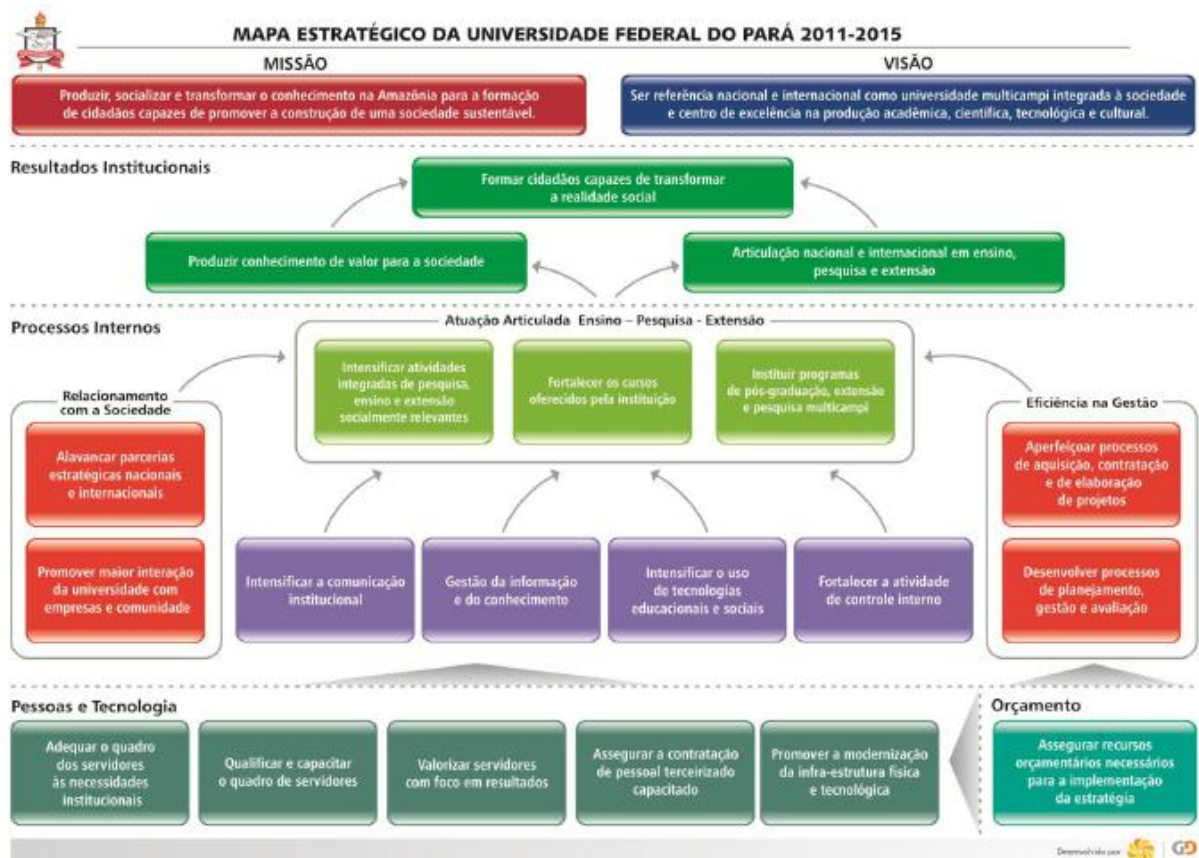 MAPA ESTRATÉGICO DA UNIVERSIDADE FEDERAL DO PARÁ 2011-2015
MISSÃO
Produzir, socializar e transformar o conhecimento na Amazônia para a formação
de cidadãos capazes de promover a construção de uma sociedade sustentável.
VISÃO
Ser referência nacional e internacional como universidade multicampi integrada à sociedade
e centro de excelência na produção acadêmica, científica, tecnológica e cultural.
Resultados Institucionais
Formar cidadãos capazes de transformar
a realidade social
Produzir conhecimento de valor para a sociedade
Articulação nacional e internacional em ensino,
pesquisa e extensão
Processos Internos
Atuação Articulada Ensino – Pesquisa - Extensão
Intensificar atividades
integradas de pesquisa,
ensino e extensão
socialmente relevantes
Fortalecer os cursos
oferecidos pela instituição
Instituir programas
de pós-graduação, extensão
e pesquisa multicampi
Relacionamento
com a Sociedade
Alavancar parcerias
estratégicas nacionais
e internacionais
Promover maior interação
da universidade com
empresas e comunidade
Intensificar a comunicação
institucional
Gestão da informação
e do conhecimento
Intensificar o uso
de tecnologias
educacionais e sociais
Fortalecer a atividade
de controle interno
Eficiência na Gestão
Aperfeiçoar processos
de aquisição, contratação
e de elaboração
de projetos
Desenvolver processos
de planejamento,
gestão e avaliação
Pessoas e Tecnologia
Adequar o quadro
dos servidores
às necessidades
institucionais
Qualificar e capacitar
o quadro de servidores
Valorizar servidores
com foco em resultados
Assegurar a contratação
de pessoal terceirizado
capacitado
Promover a modernização
da infra-estrutura física
e tecnológica
Orçamento
Assegurar recursos
orçamentários necessários
para a implementação
da estratégia
Desenvolvido por